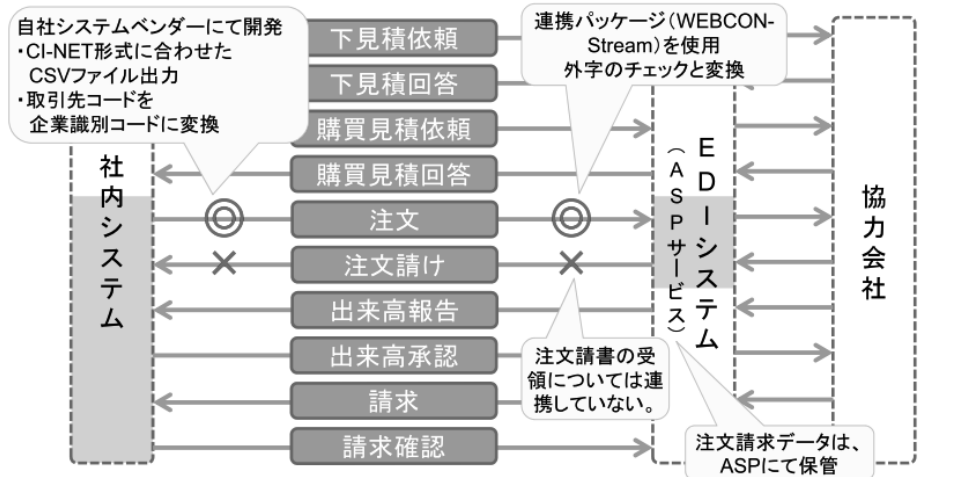 自社システムベンダーにて開発
・CI-NET形式に合わせた
CSVファイル出力
・取引先コードを
企業識別コードに変換
連携パッケージ(WEBCON-
Stream)を使用
外字のチェックと変換
下見積依頼
下見積回答
購買見積依頼
購買見積回答
注文
注文請け
出来高報告
出来高承認
請求
請求確認
社内システム
EDIーシステム
(ASPサービス)
協力会社
注文請書の受
領については連
携していない。
注文請求データは、
ASPにて保管